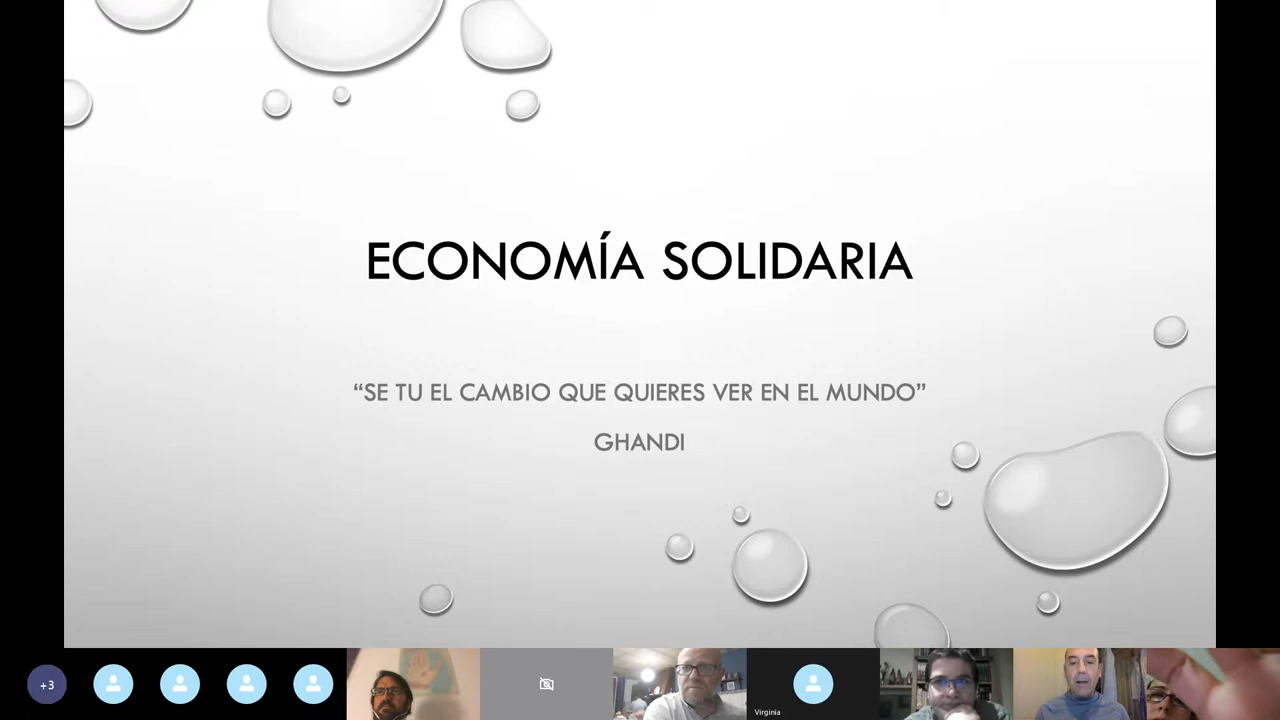 ECONOMÍA SOLIDARIA
“SE TU EL CAMBIO QUE QUIERES VER EN EL MUNDO”
GHANDI
+3
Virginia